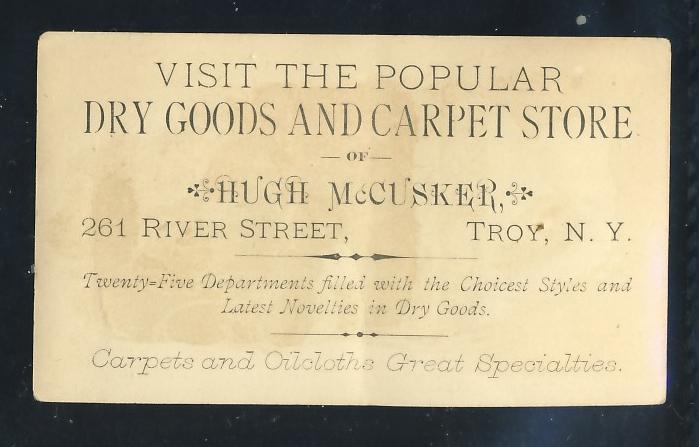 VISIT THE POPULAR
DRY GOODS AND CARPET STORE
—OF—
HUGH McCUSKER,
261 RIVER STREET, TROY, N. Y.
Twenty=Five Departments filled with the Choicest Styles and
Latest Novelties in Dry Goods.
Carpets and Oilcloths Great Specialties.